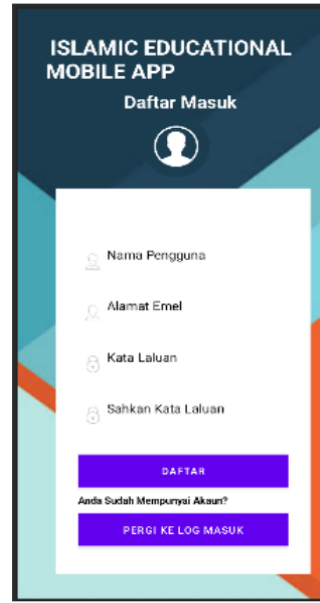 ISLAMIC EDUCATIONAL
MOBILE APP
Daftar Masuk
Nama Pengguna
Alamat Emel
Kata Laluan
Sahkan Kata Laluan
DAFTAR
Anda Sudah Mempunyai Akaun?
PERGI KE LOG MASUK